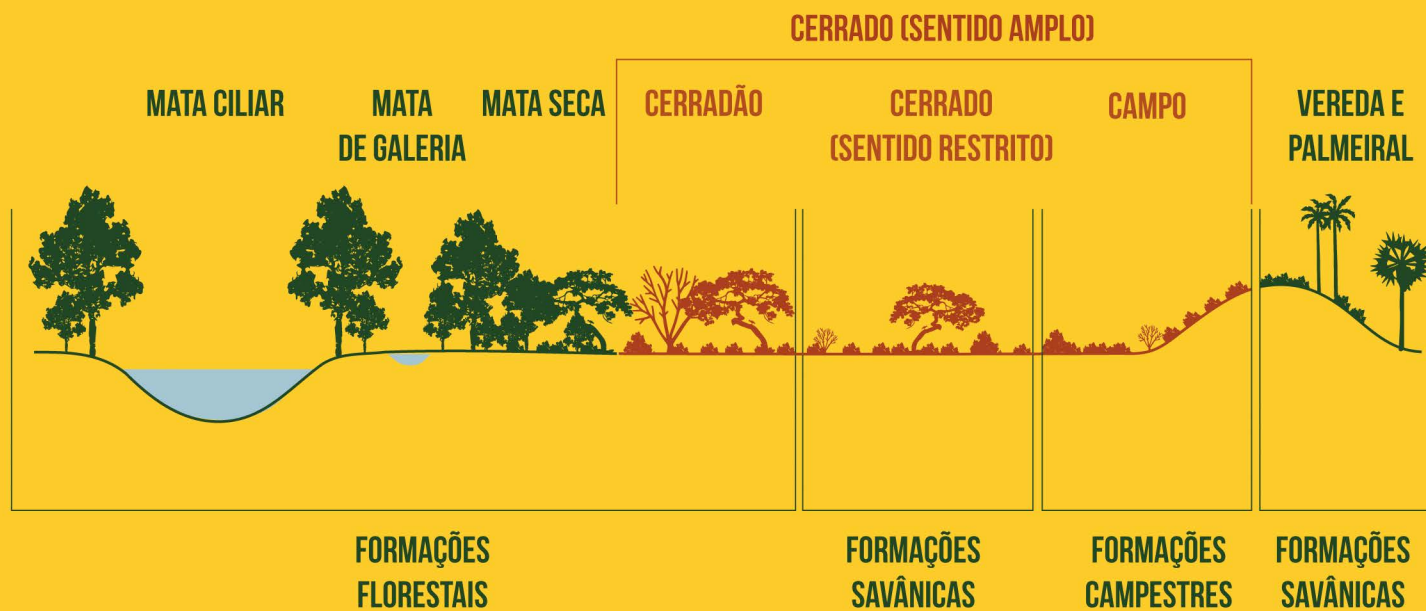 CERRADO (SENTIDO AMPLO)
MATA CILIAR
MATA
DE GALERIA
MATA SECA
CERRADÃO
CERRADO
(SENTIDO RESTRITO)
CAMPO
VEREDA E
PALMEIRAL
FORMAÇÕES
FLORESTAIS
FORMAÇÕES
SAVÂNICAS
FORMAÇÕES
CAMPESTRES
FORMAÇÕES
SAVÂNICAS